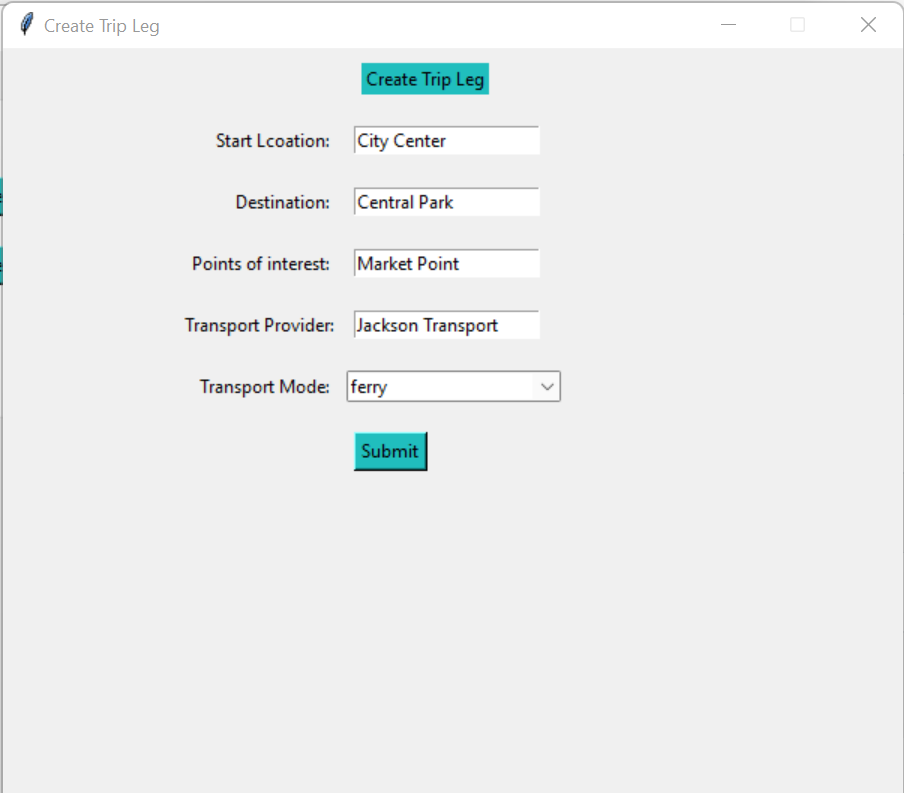 Create Trip Leg
Create Trip Leg
Start Lcoation: City Center
Destination: Central Park
Points of interest: Market Point
Transport Provider: Jackson Transport
Transport Mode: ferry
Submit